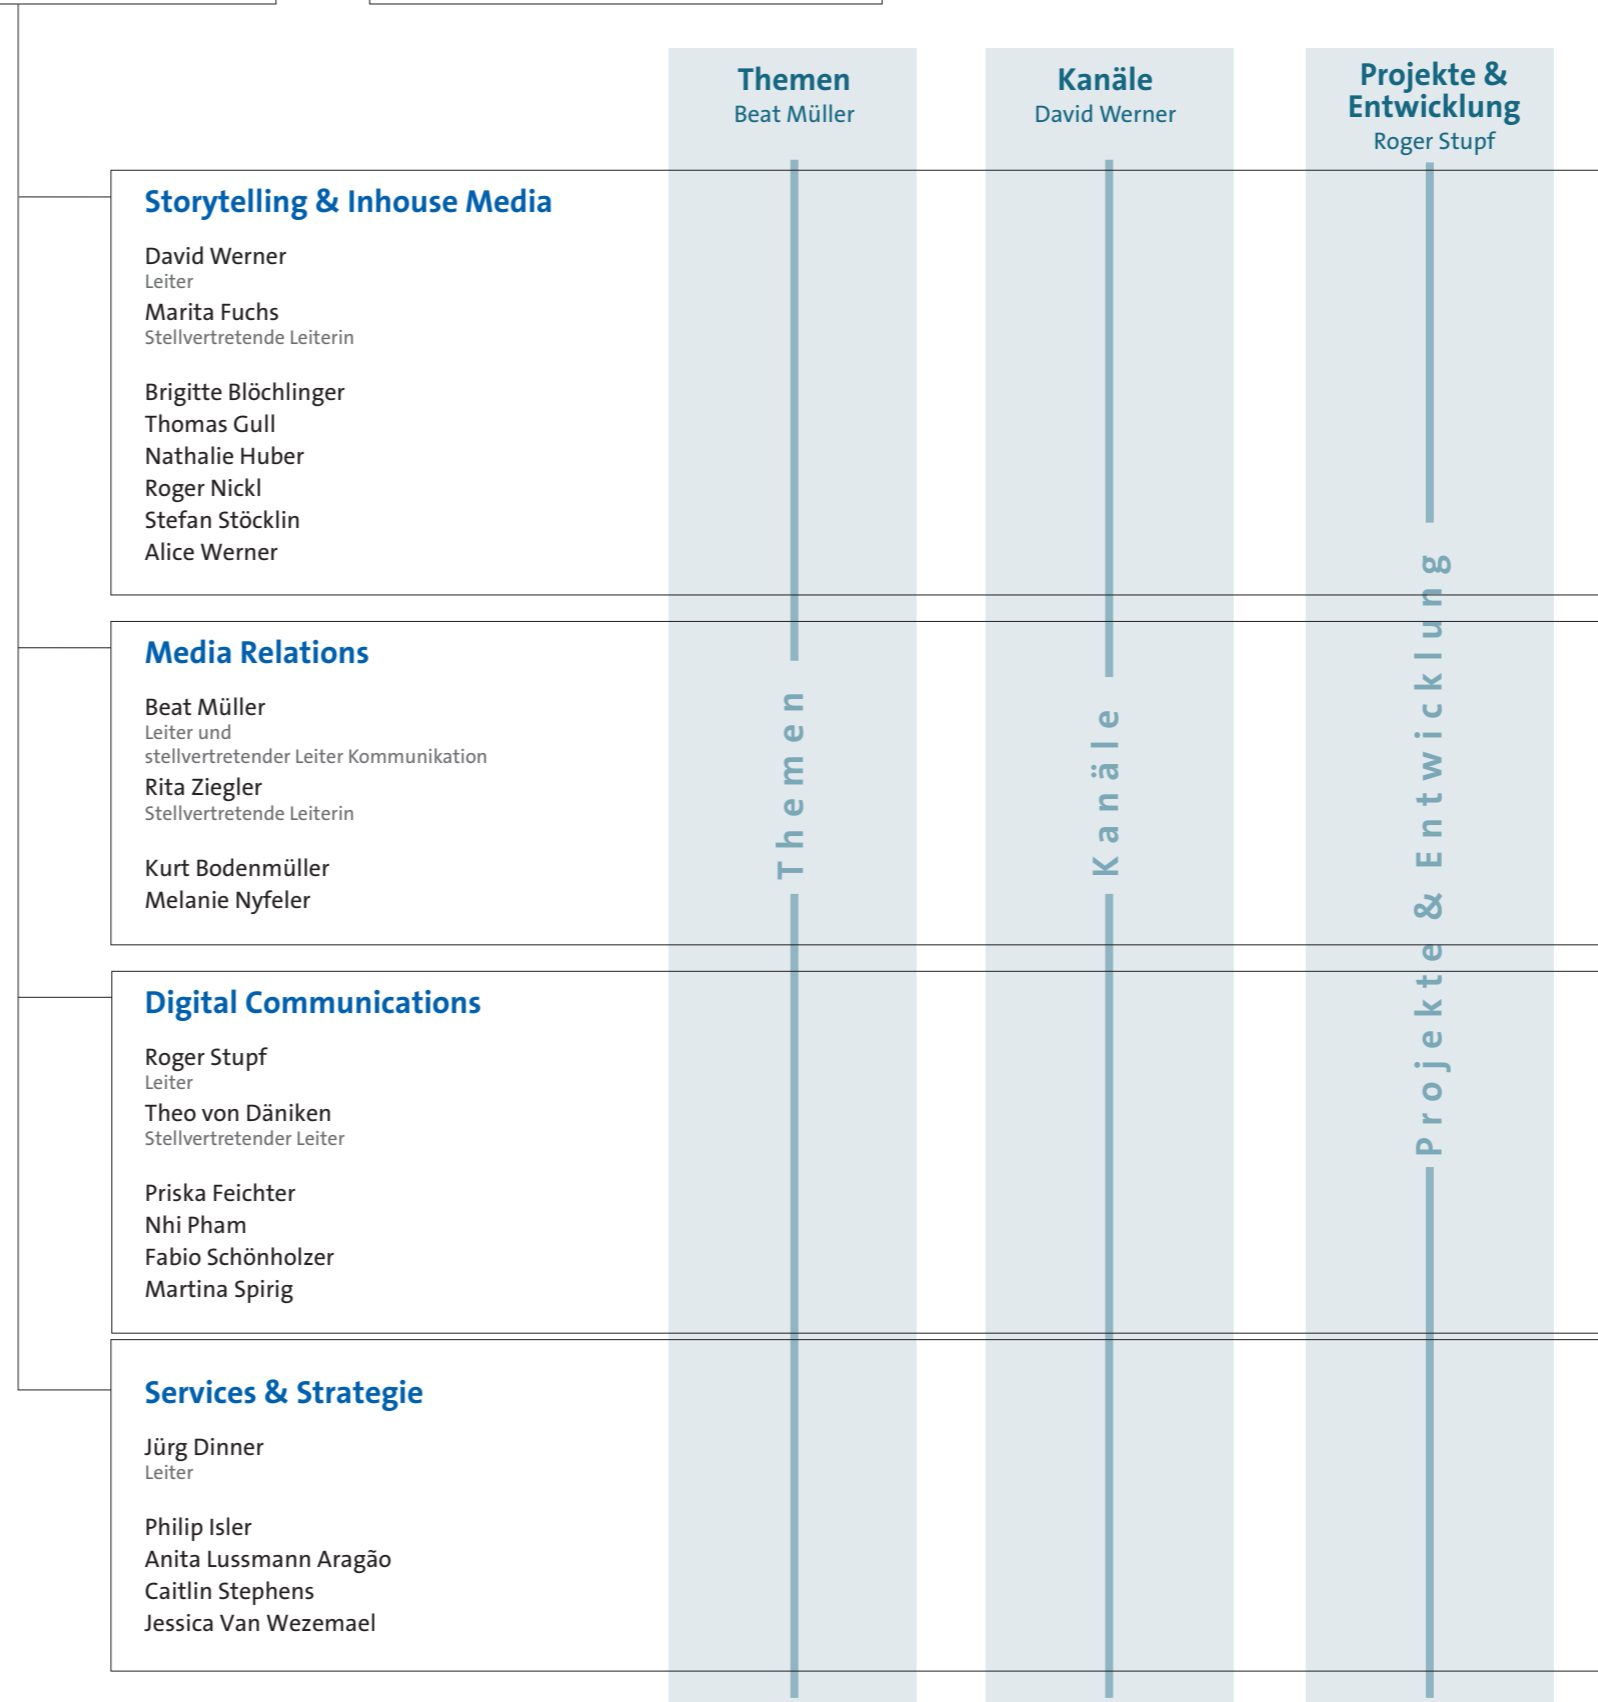 Themen
Beat Müller
Kanäle
David Werner
Projekte &
Entwicklung
Roger Stupf
Storytelling & Inhouse Media
David Werner
Leiter
Marita Fuchs
Stellvertretende Leiterin
Brigitte Blöchlinger
Thomas Gull
Nathalie Huber
Roger Nickl
Stefan Stöcklin
Alice Werner
Media Relations
Beat Müller
Leiter und
stellvertretender Leiter Kommunikation
Rita Ziegler
Stellvertretende Leiterin
Kurt Bodenmüller
Melanie Nyfeler
Digital Communications
Roger Stupf
Leiter
Theo von Däniken
Stellvertretender Leiter
Priska Feichter
Nhi Pham
Fabio Schönholzer
Martina Spirig
Services & Strategie
Jürg Dinner
Leiter
Philip Isler
Anita Lussmann Aragão
Caitlin Stephens
Jessica Van Wezemael
Themen
Kanäle
Projekte & Entwicklung